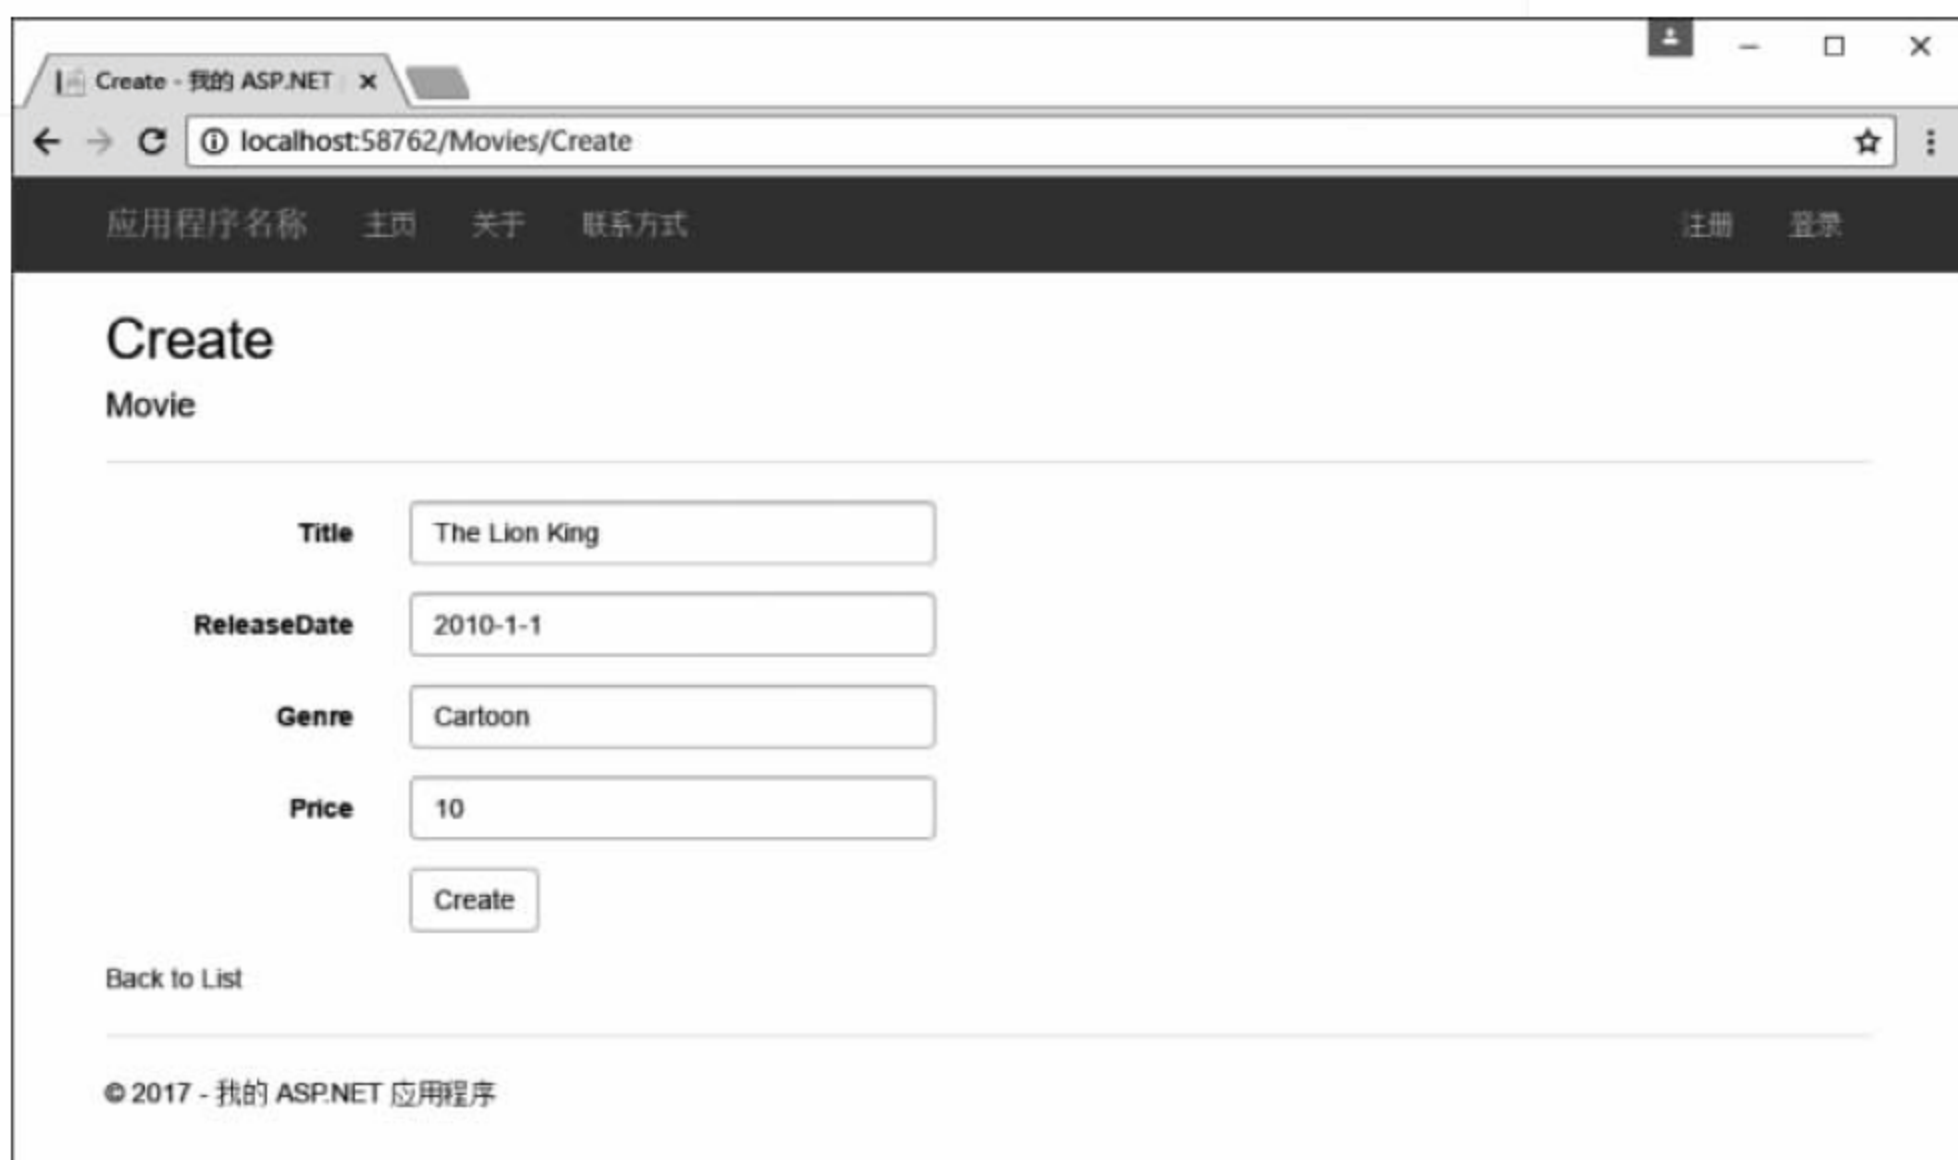 Create - 我的 ASP.NET
localhost:58762/Movies/Create
应用程序名称 主页 关于 联系方式 注册 登录
Create
Movie
Title The Lion King
ReleaseDate 2010-1-1
Genre Cartoon
Price 10
Create
Back to List
© 2017 - 我的 ASP.NET 应用程序